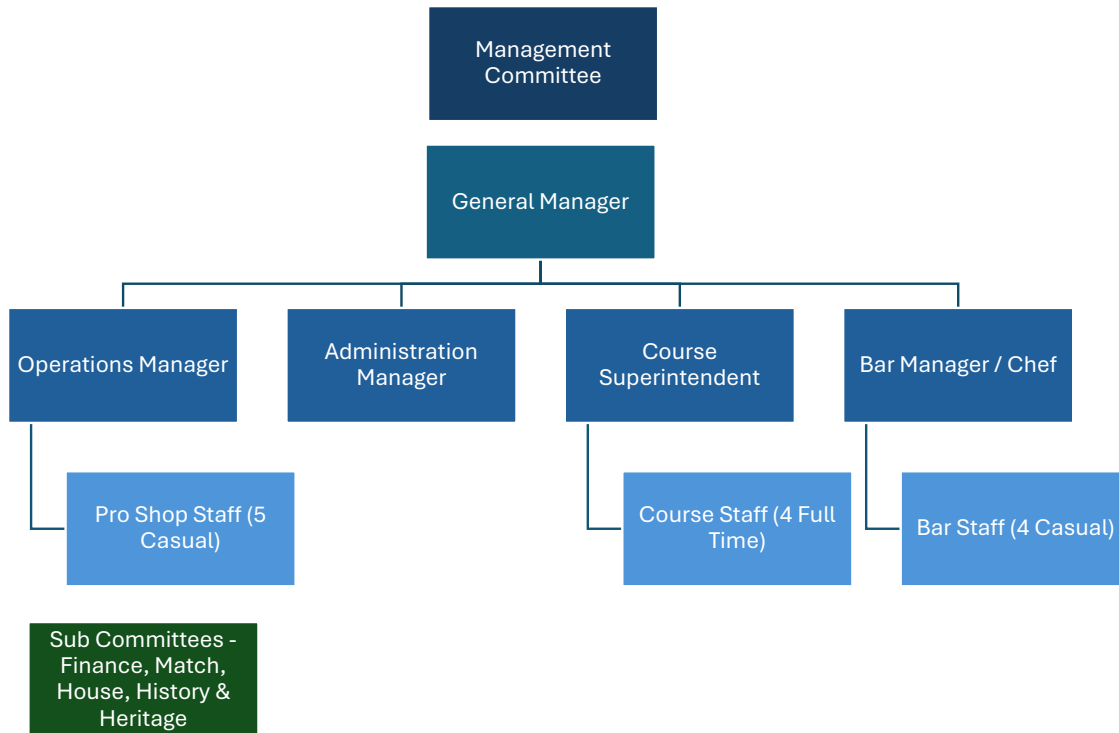 Management
Committee
General Manager
Operations Manager
Administration
Manager
Course
Superintendent
Bar Manager / Chef
Pro Shop Staff (5
Casual)
Course Staff (4 Full
Time)
Bar Staff (4 Casual)
Sub Committees -
Finance, Match,
House, History &
Heritage